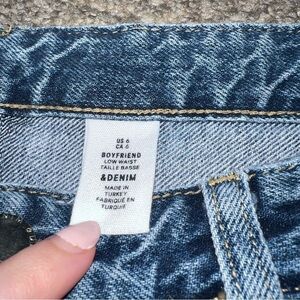 US 6
CA 6
BOYFRIEND
LOW WAIST
TAILLE BASSE
&DENIM
MADE IN
TURKEY
FABRIQUÉ EN
TURQUIE